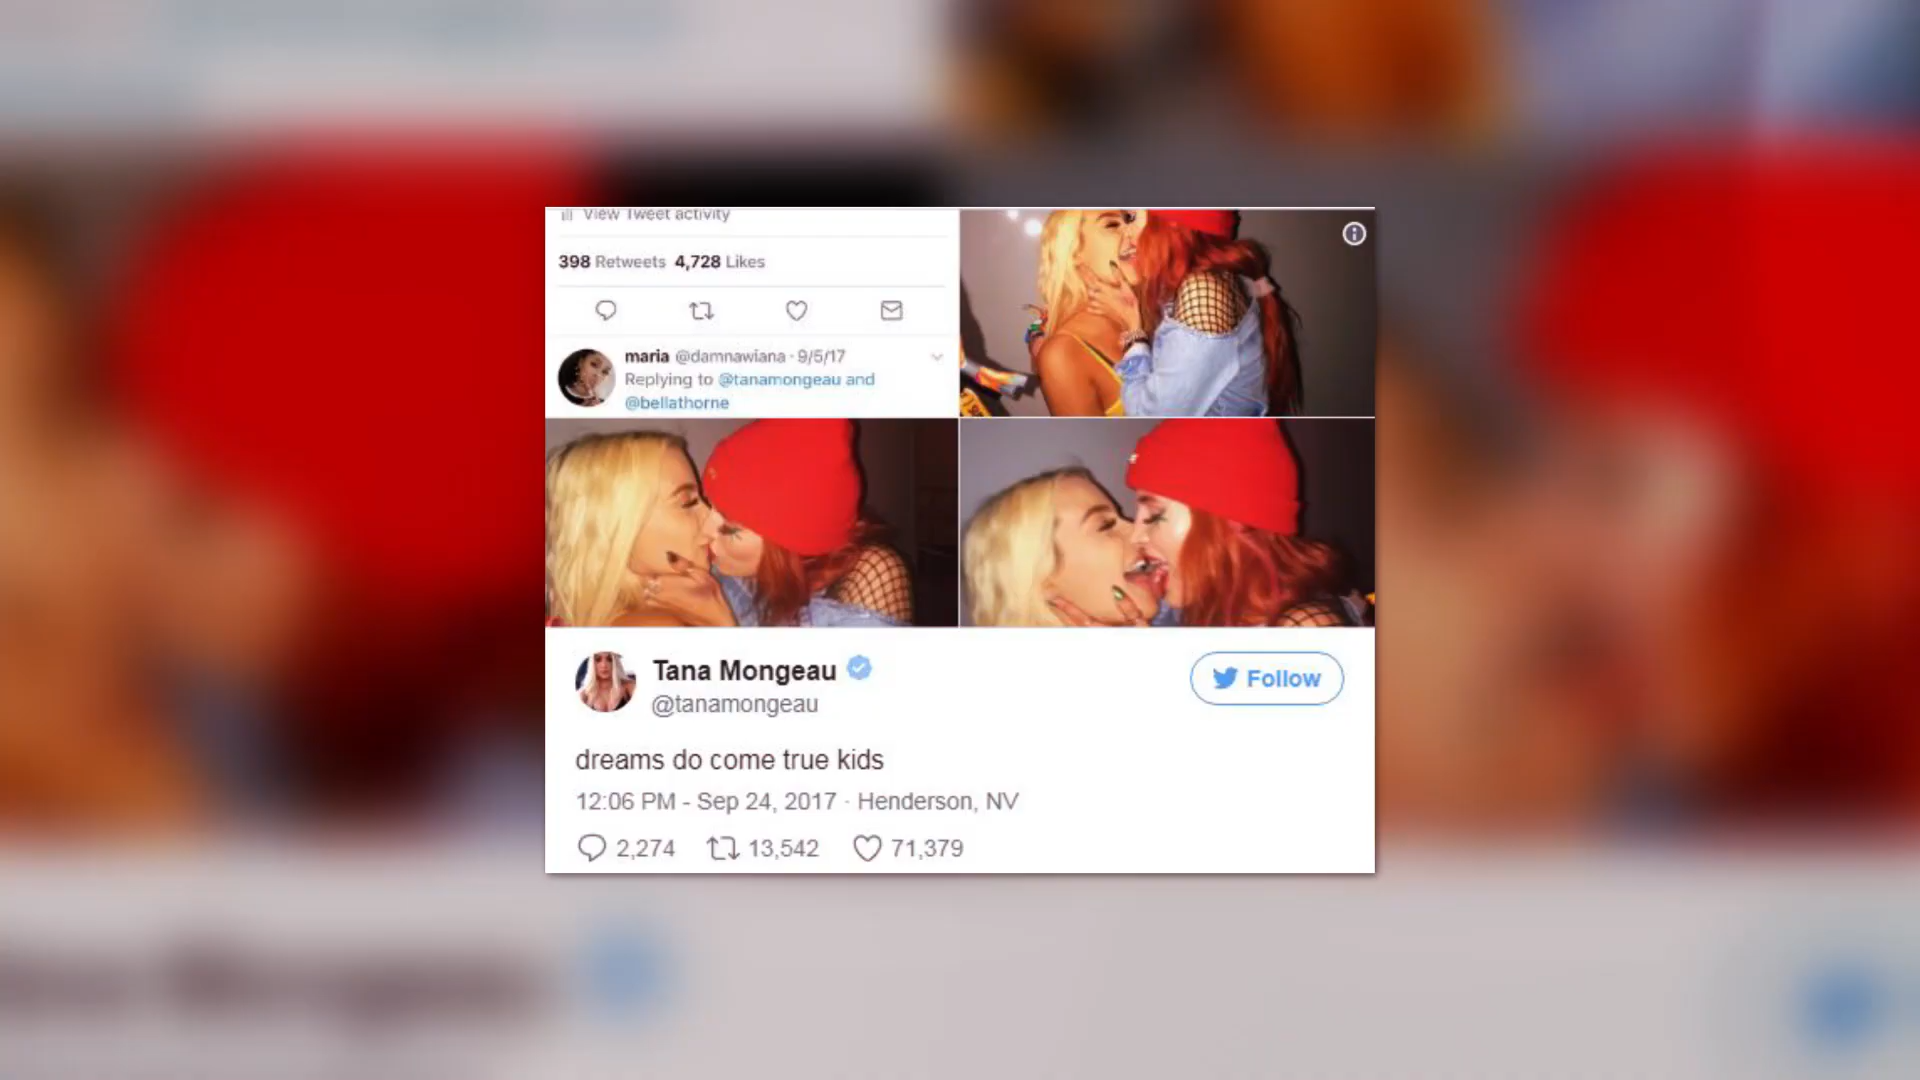 View Tweet activity
398 Retweets 4,728 Likes
maria @damnawiana · 9/5/17
Replying to @tanamongeau and
@bellathorne
Tana Mongeau
@tanamongeau
Follow
dreams do come true kids
12:06 PM - Sep 24, 2017 · Henderson, NV
2,274 13,542 71,379